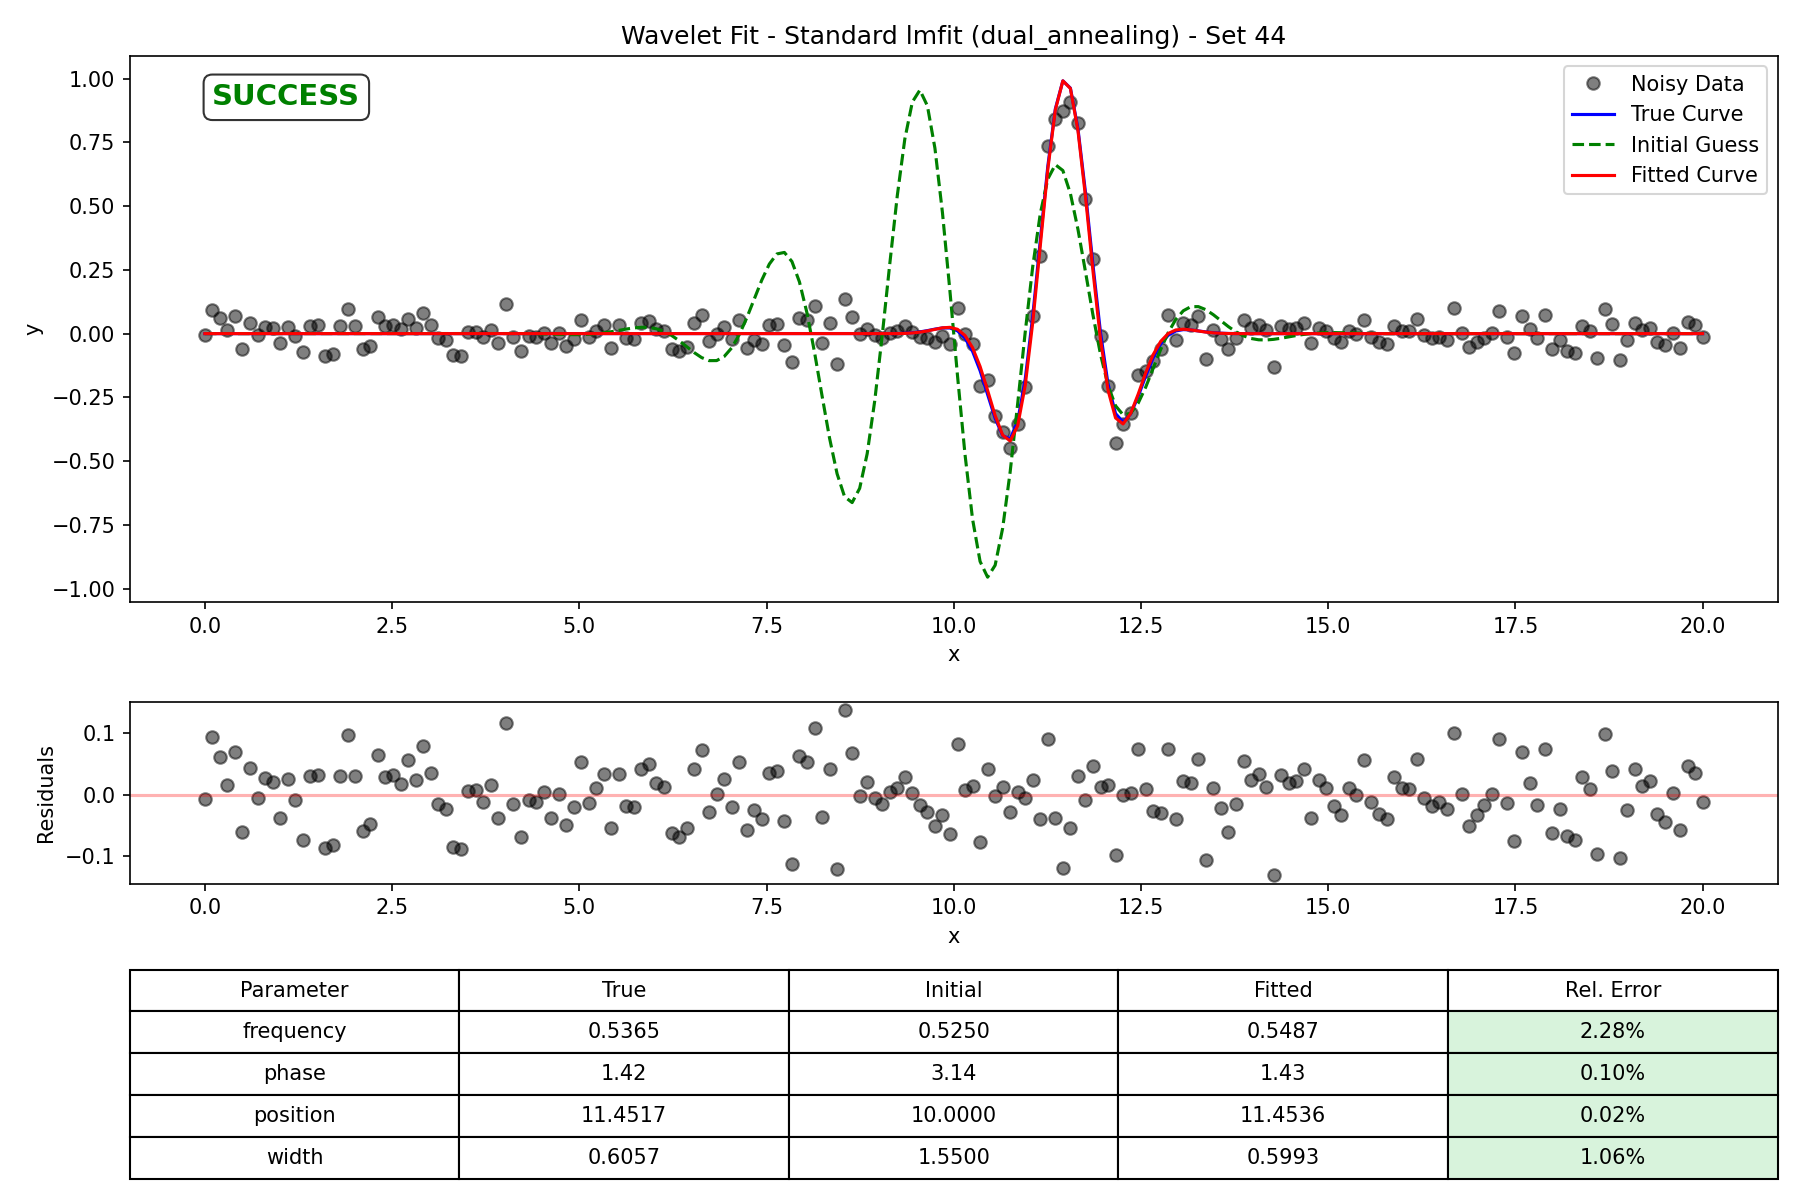 Wavelet Fit - Standard lmfit (dual_annealing) - Set 44
SUCCESS
Noisy Data
True Curve
Initial Guess
Fitted Curve
1.00
0.75
0.50
0.25
0.00
−0.25
−0.50
−0.75
−1.00
y
0.0 2.5 5.0 7.5 10.0 12.5 15.0 17.5 20.0
x
0.1
0.0
−0.1
Residuals
0.0 2.5 5.0 7.5 10.0 12.5 15.0 17.5 20.0
x
Parameter True Initial Fitted Rel. Error
frequency 0.5365 0.5250 0.5487 2.28%
phase 1.42 3.14 1.43 0.10%
position 11.4517 10.0000 11.4536 0.02%
width 0.6057 1.5500 0.5993 1.06%